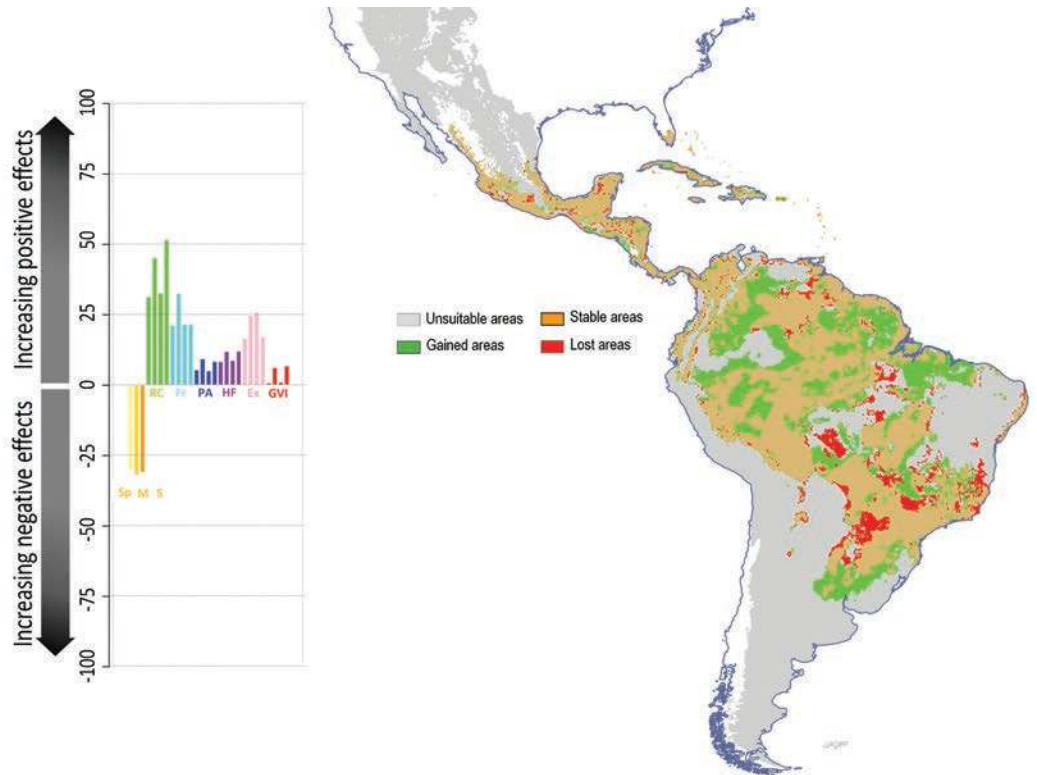 Increasing positive effects
Increasing negative effects
100
75
50
25
0
-25
-50
-75
-100
RC
PA
HF
Ex
GVI
Sp M S
Unsuitable areas
Stable areas
Gained areas
Lost areas